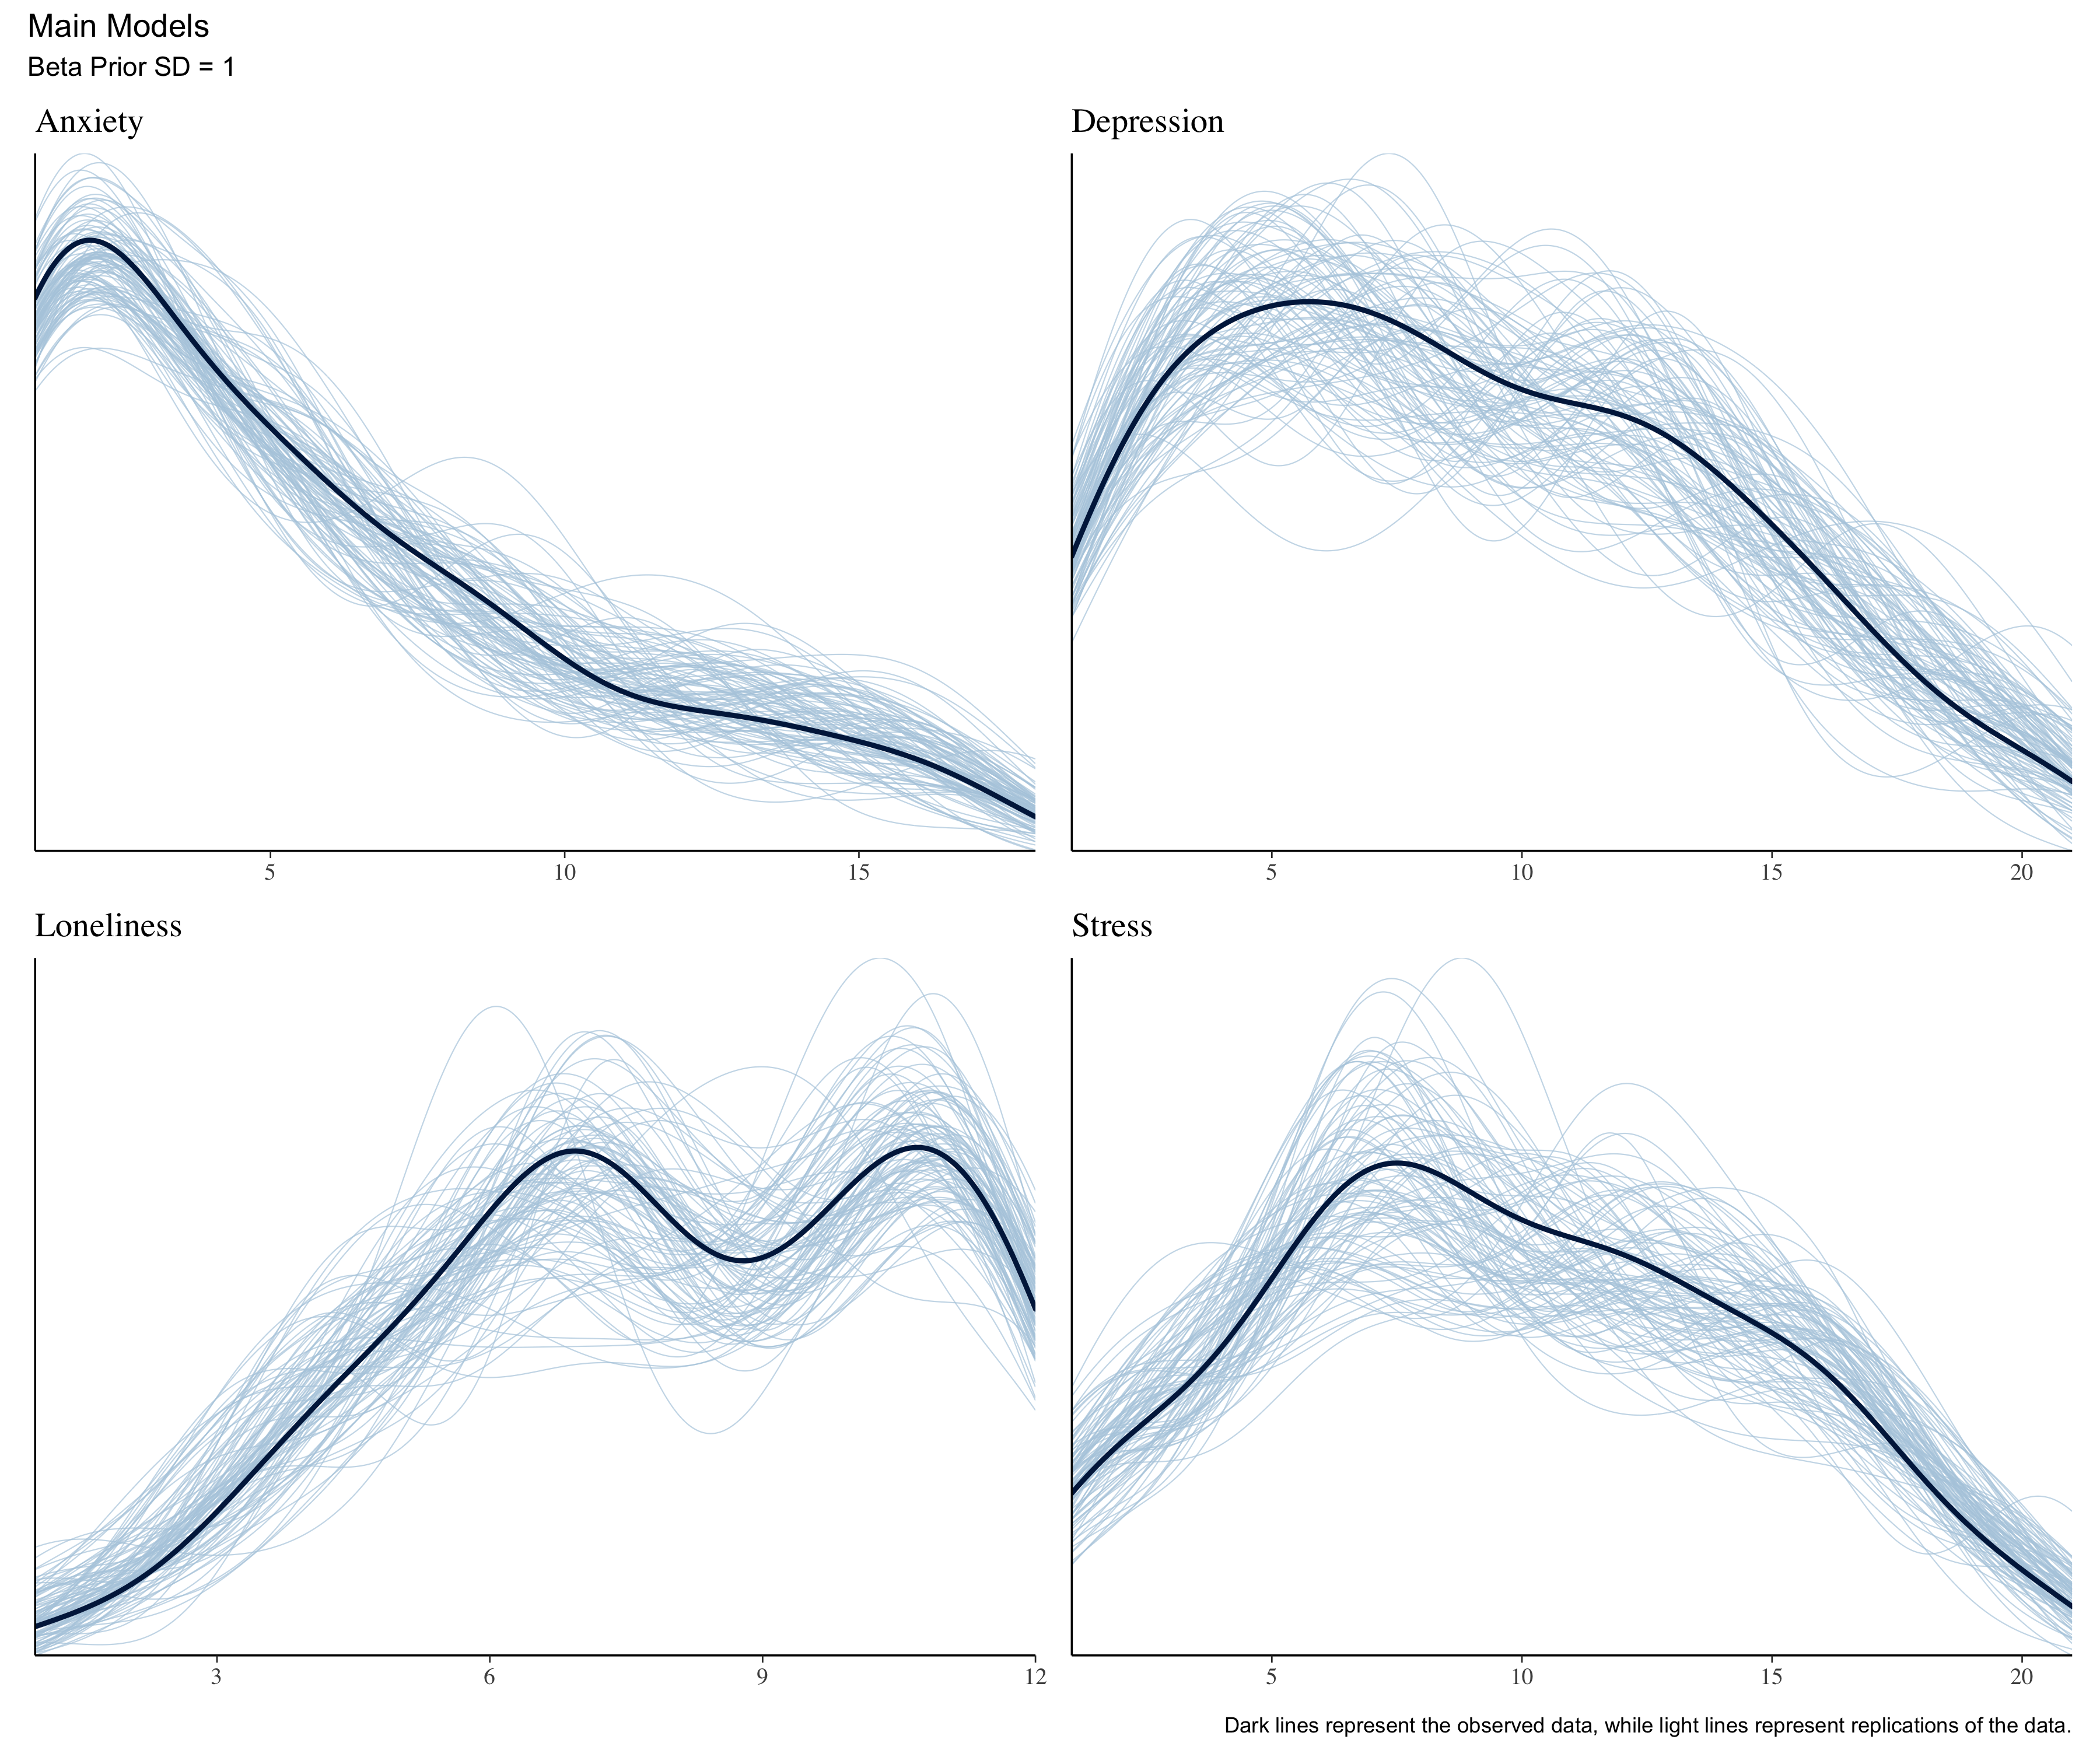 Main Models
Beta Prior SD = 1
Anxiety
Depression
5 10 15
5 10 15 20
Loneliness
Stress
3 6 9 12
5 10 15 20
Dark lines represent the observed data, while light lines represent replications of the data.